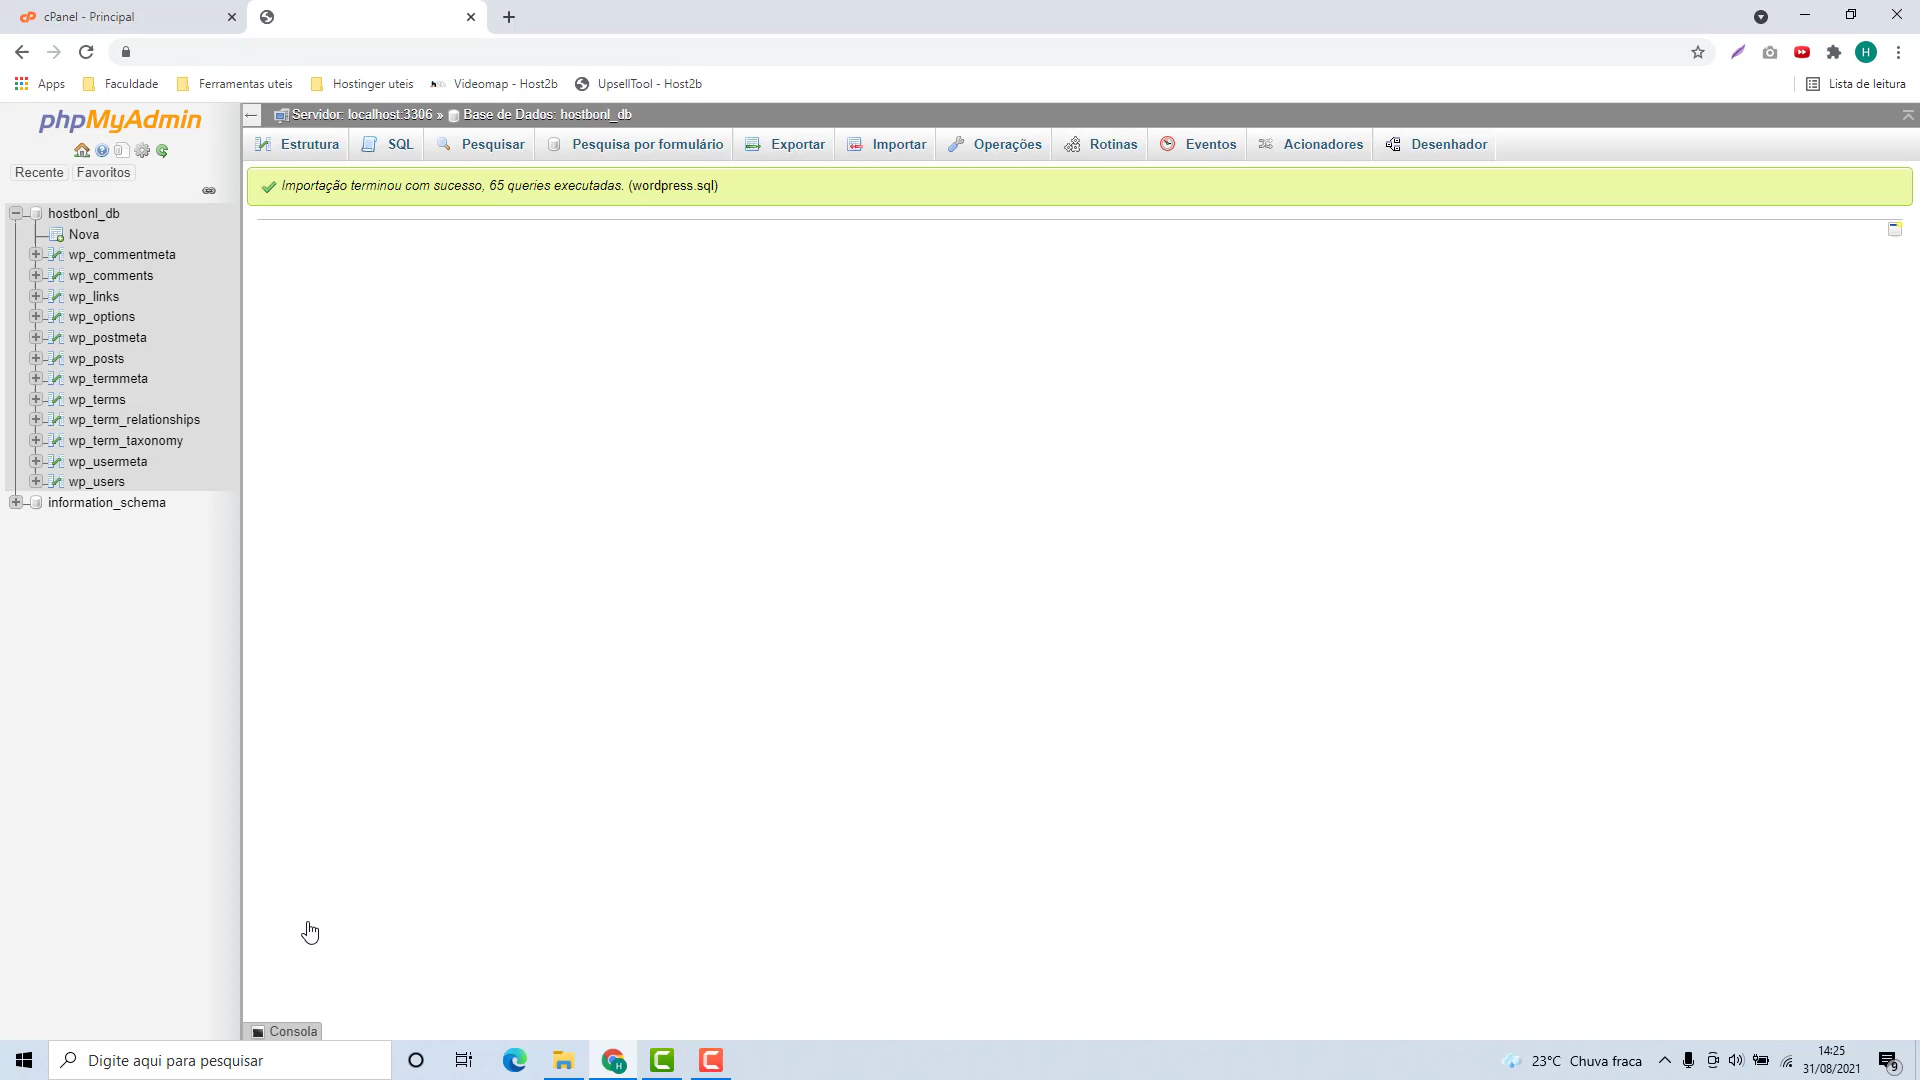 cPanel - Principal
Apps
Faculdade
Ferramentas uteis
Hostinger uteis
Videomap - Host2b
UpsellTool - Host2b
Lista de leitura
H
phpMyAdmin
Recente
Favoritos
hostbonl_db
Nova
wp_commentmeta
wp_comments
wp_links
wp_options
wp_postmeta
wp_posts
wp_termmeta
wp_terms
wp_term_relationships
wp_term_taxonomy
wp_usermeta
wp_users
information_schema
Servidor: localhost:3306 » Base de Dados: hostbonl_db
Estrutura
SQL
Pesquisar
Pesquisa por formulário
Exportar
Importar
Operações
Rotinas
Eventos
Acionadores
Desenhador
Importação terminou com sucesso, 65 queries executadas. (wordpress.sql)
Consola
Digite aqui para pesquisar
23°C Chuva fraca
14:25
31/08/2021
9